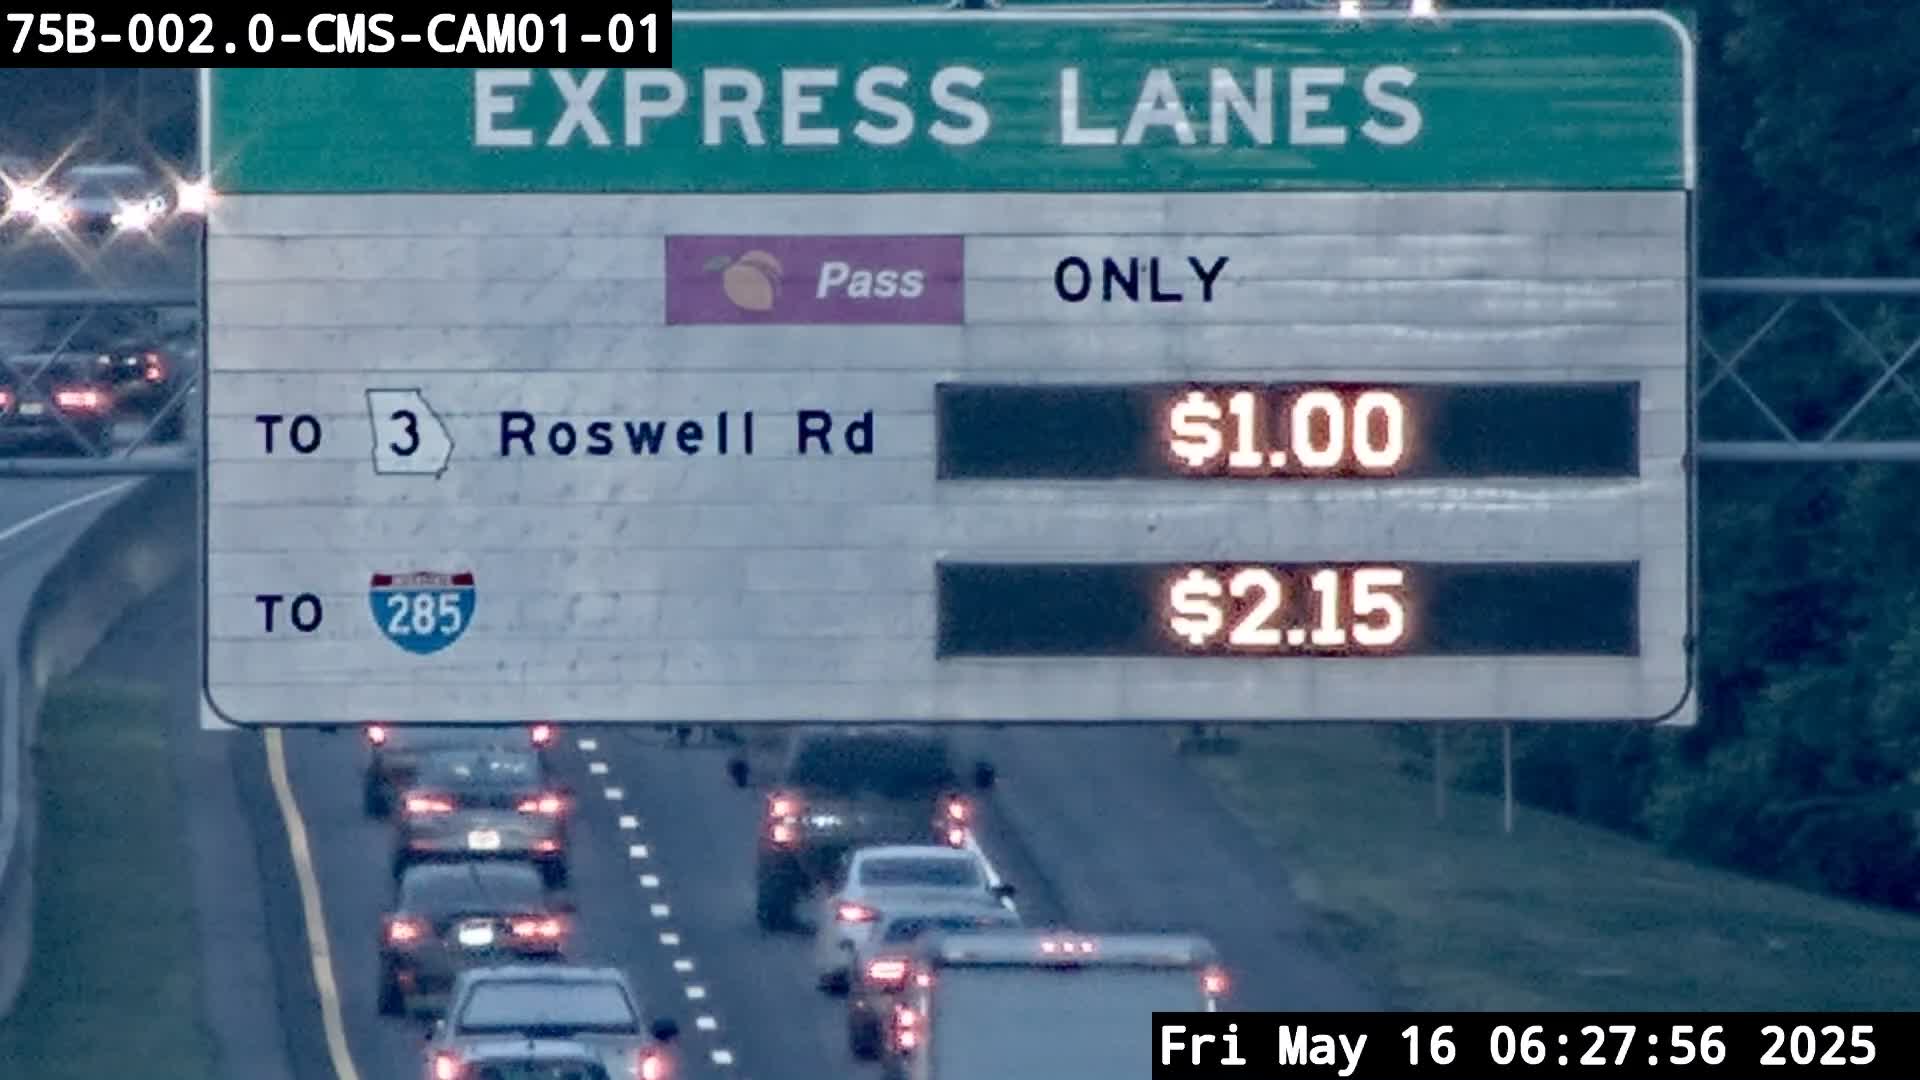 75B-002.0-CMS-CAM01-01
EXPRESS LANES
Pass ONLY
TO 3 Roswell Rd $1.00
TO 285 $2.15
Fri May 16 06:27:56 2025